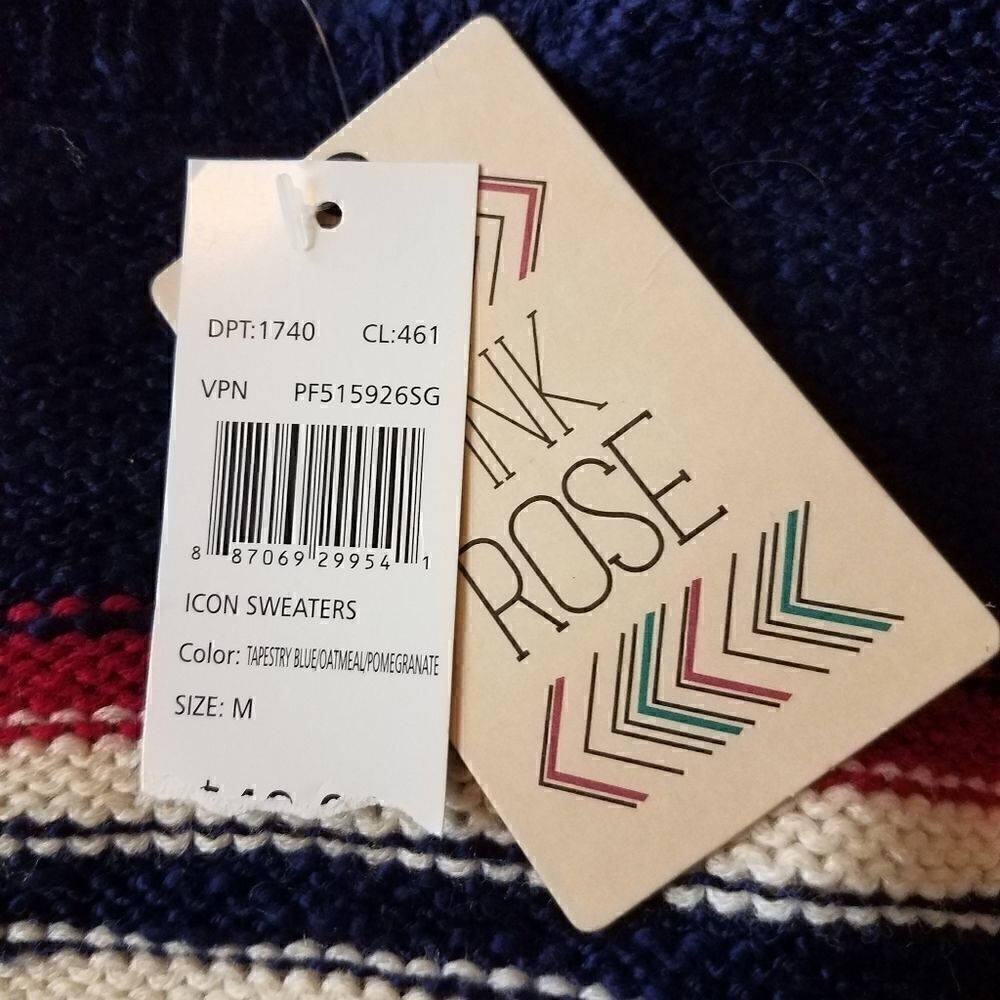 DPT:1740 CL:461
VPN PF515926SG
8 87069 29954 1
ICON SWEATERS
Color: TAPESTRY BLUE/OATMEAL/POMEGRANATE
SIZE: M
INK
ROSE